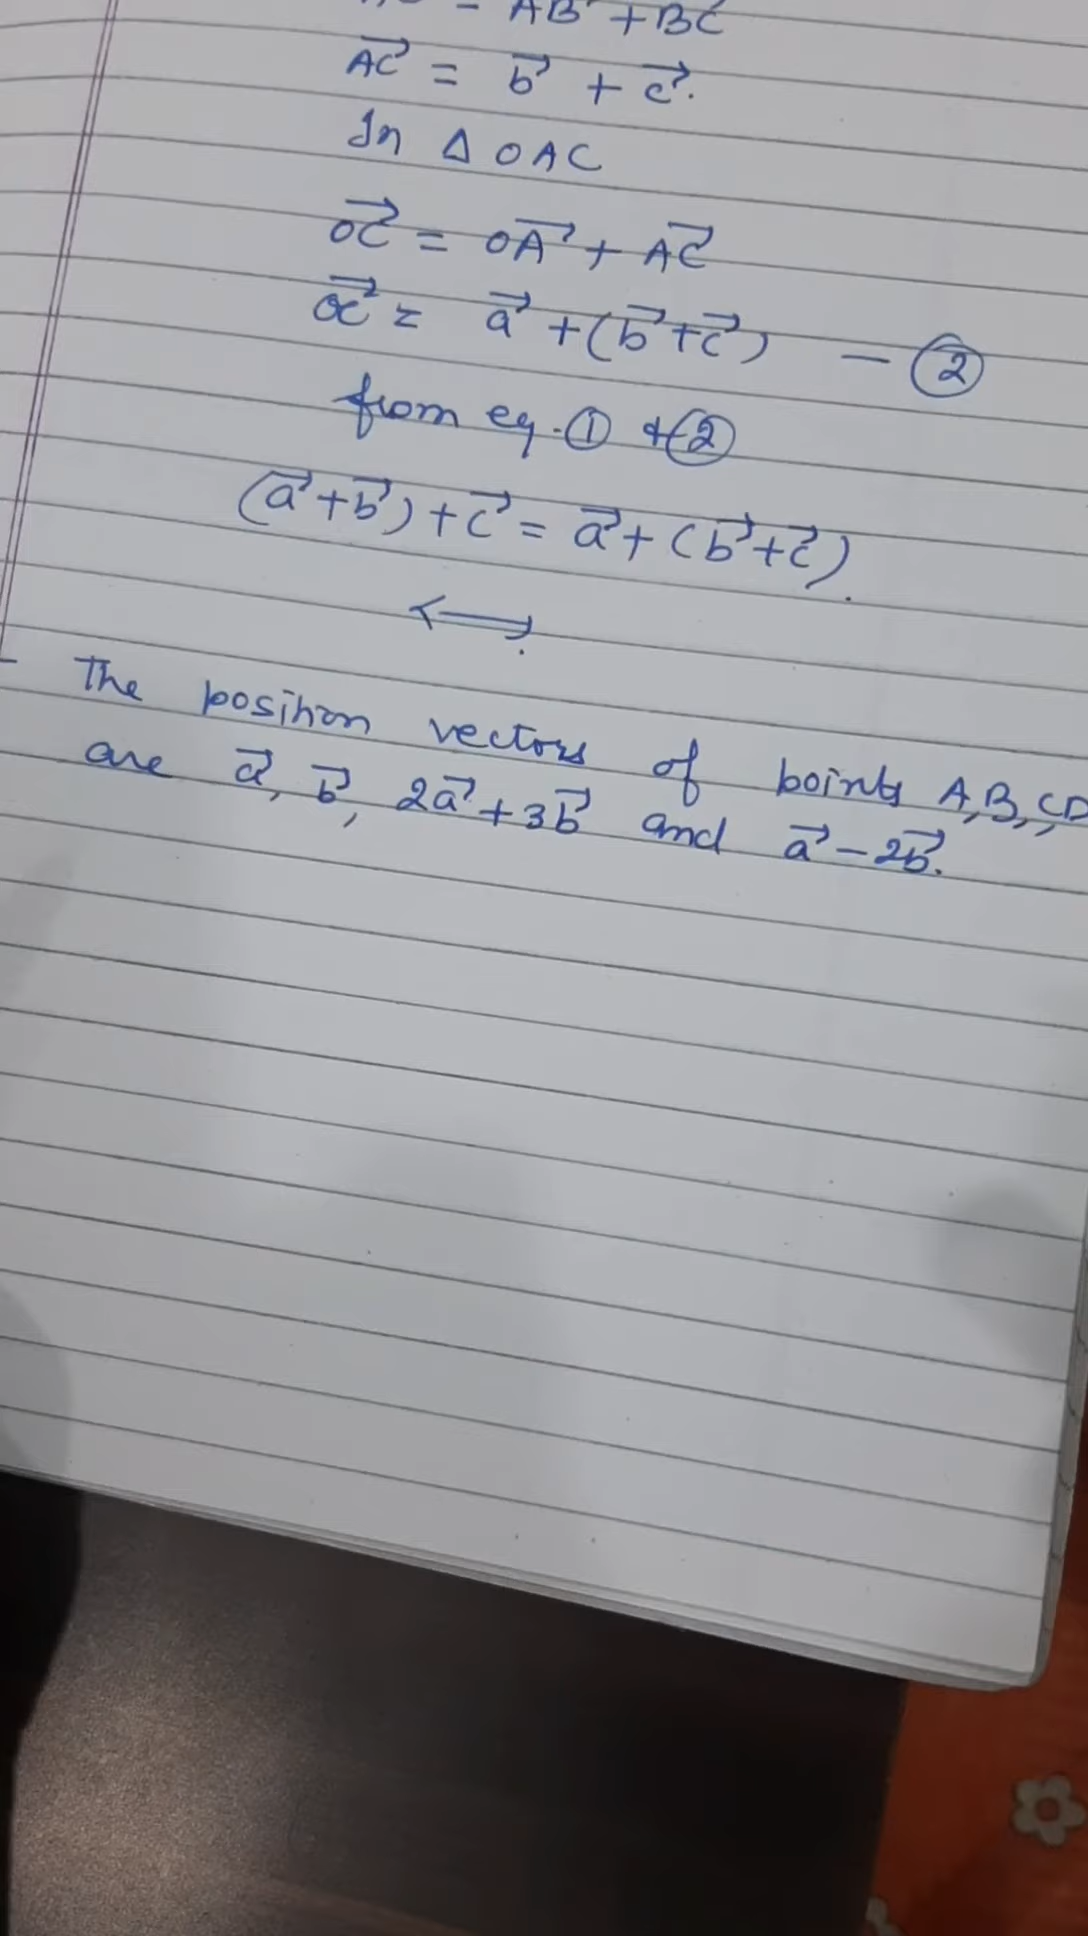 - AB + BC
AC = b + c.
In Δ OAC
OC = OA + AC
OC = a + (b + c) - ②
from eq. ① & ②
(a + b) + c = a + (b + c).
The position vectors of points A, B, C, D
are a, b, 2a + 3b and a - 2b.